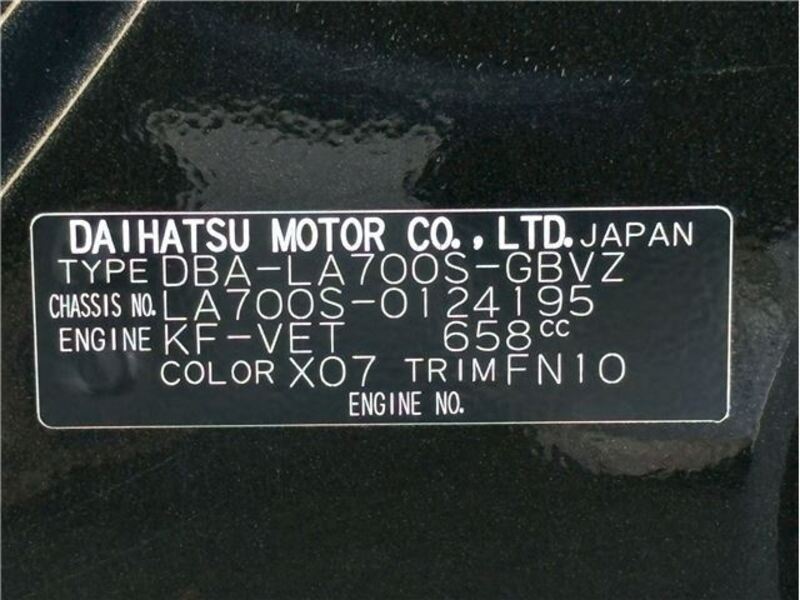 DAIHATSU MOTOR CO., LTD. JAPAN
TYPE DBA-LA700S-GBVZ
CHASSIS NO. LA700S-0124195
ENGINE KF-VET 658cc
COLOR X07 TRIM FN10
ENGINE NO.